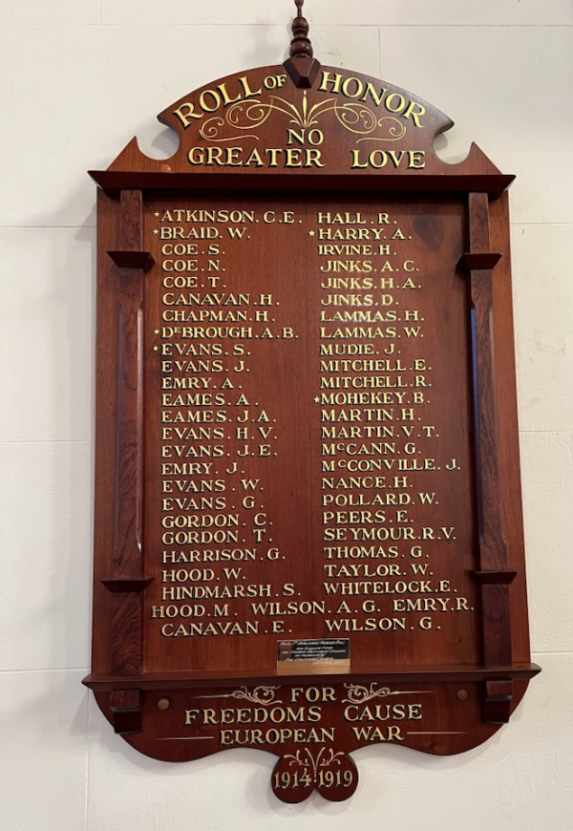 ROLL OF HONOR
NO
GREATER LOVE
*ATKINSON. C.E.
*BRAID. W.
COE. S.
COE. N.
COE. T.
CANAVAN. H.
CHAPMAN. H.
*DEBROUGH. A.B.
*EVANS. S.
EVANS. J.
EMRY. A.
EAMES. A.
EAMES. J.A.
EVANS. H.V.
EVANS. J.E.
EMRY. J.
EVANS. W.
EVANS. G.
GORDON. C.
GORDON. T.
HARRISON. G.
HOOD. W.
HINDMARSH. S.
HALL. R.
*HARRY. A.
IRVINE. H.
JINKS. A.C.
JINKS. H.A.
JINKS. D.
LAMMAS. H.
LAMMAS. W.
MUDIE. J.
MITCHELL. E.
MITCHELL. R.
*MOHEKEY. B.
MARTIN. H.
MARTIN. V.T.
McCANN. G.
McCONVILLE. J.
NANCE. H.
POLLARD. W.
PEERS. E.
SEYMOUR. R.V.
THOMAS. G.
TAYLOR. W.
WHITELOCK. E.
HOOD. M. WILSON. A.G. EMRY. R.
CANAVAN. E. WILSON. G.
FOR
FREEDOMS CAUSE
EUROPEAN WAR
1914 1919